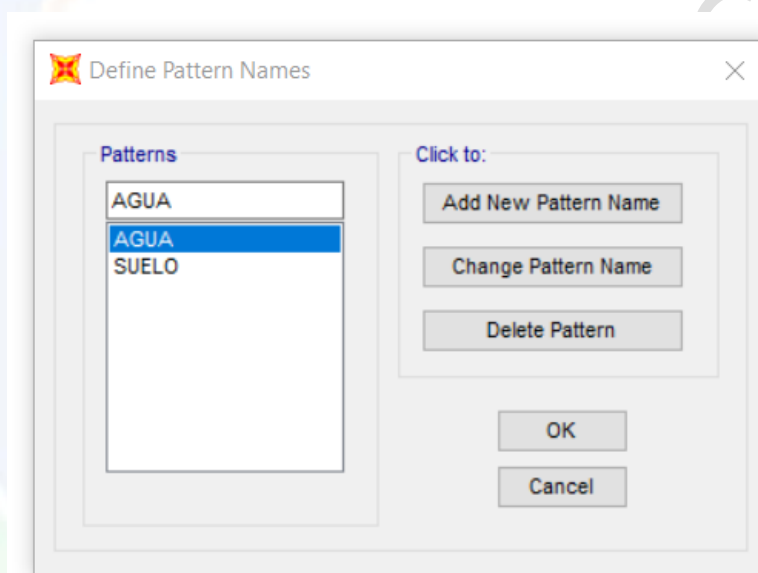 Define Pattern Names
Patterns
AGUA
AGUA
SUELO
Click to:
Add New Pattern Name
Change Pattern Name
Delete Pattern
OK
Cancel